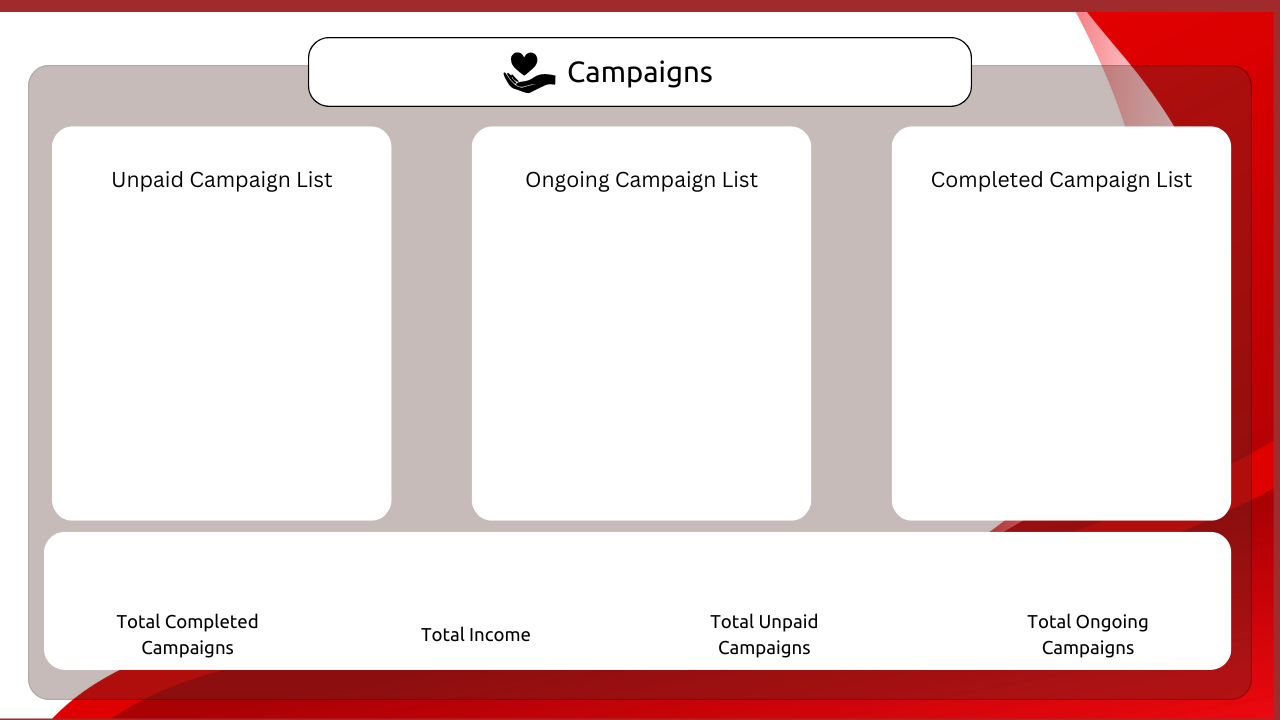 Campaigns
Unpaid Campaign List
Ongoing Campaign List
Completed Campaign List
Total Completed
Campaigns
Total Income
Total Unpaid
Campaigns
Total Ongoing
Campaigns